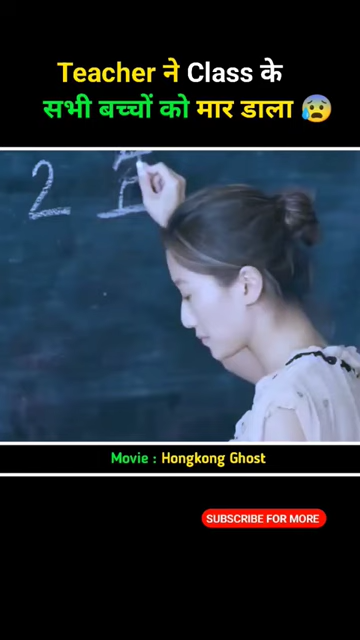 Teacher ने Class के
सभी बच्चों को मार डाला 😰
2
Movie : Hongkong Ghost
SUBSCRIBE FOR MORE